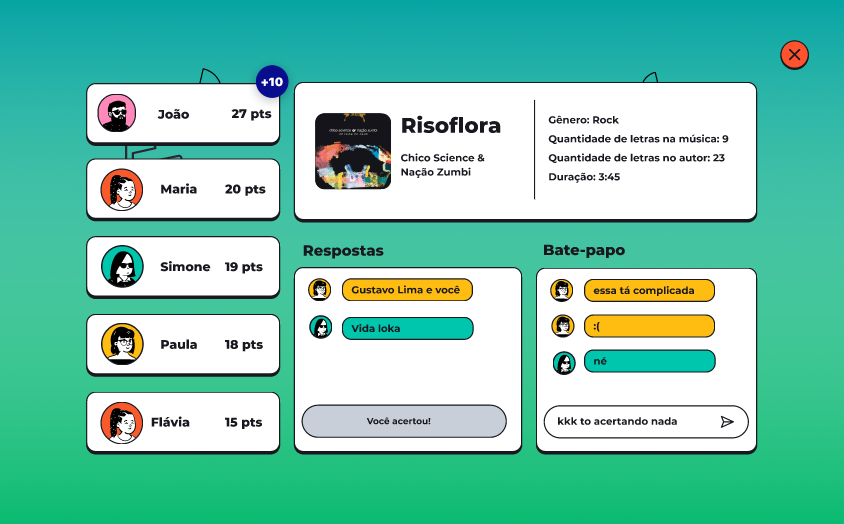 +10
João 27 pts
Maria 20 pts
Simone 19 pts
Paula 18 pts
Flávia 15 pts
Risoflora
Chico Science &
Nação Zumbi
Gênero: Rock
Quantidade de letras na música: 9
Quantidade de letras no autor: 23
Duração: 3:45
Respostas
Gustavo Lima e você
Vida loka
Você acertou!
Bate-papo
essa tá complicada
:(
né
kkk to acertando nada